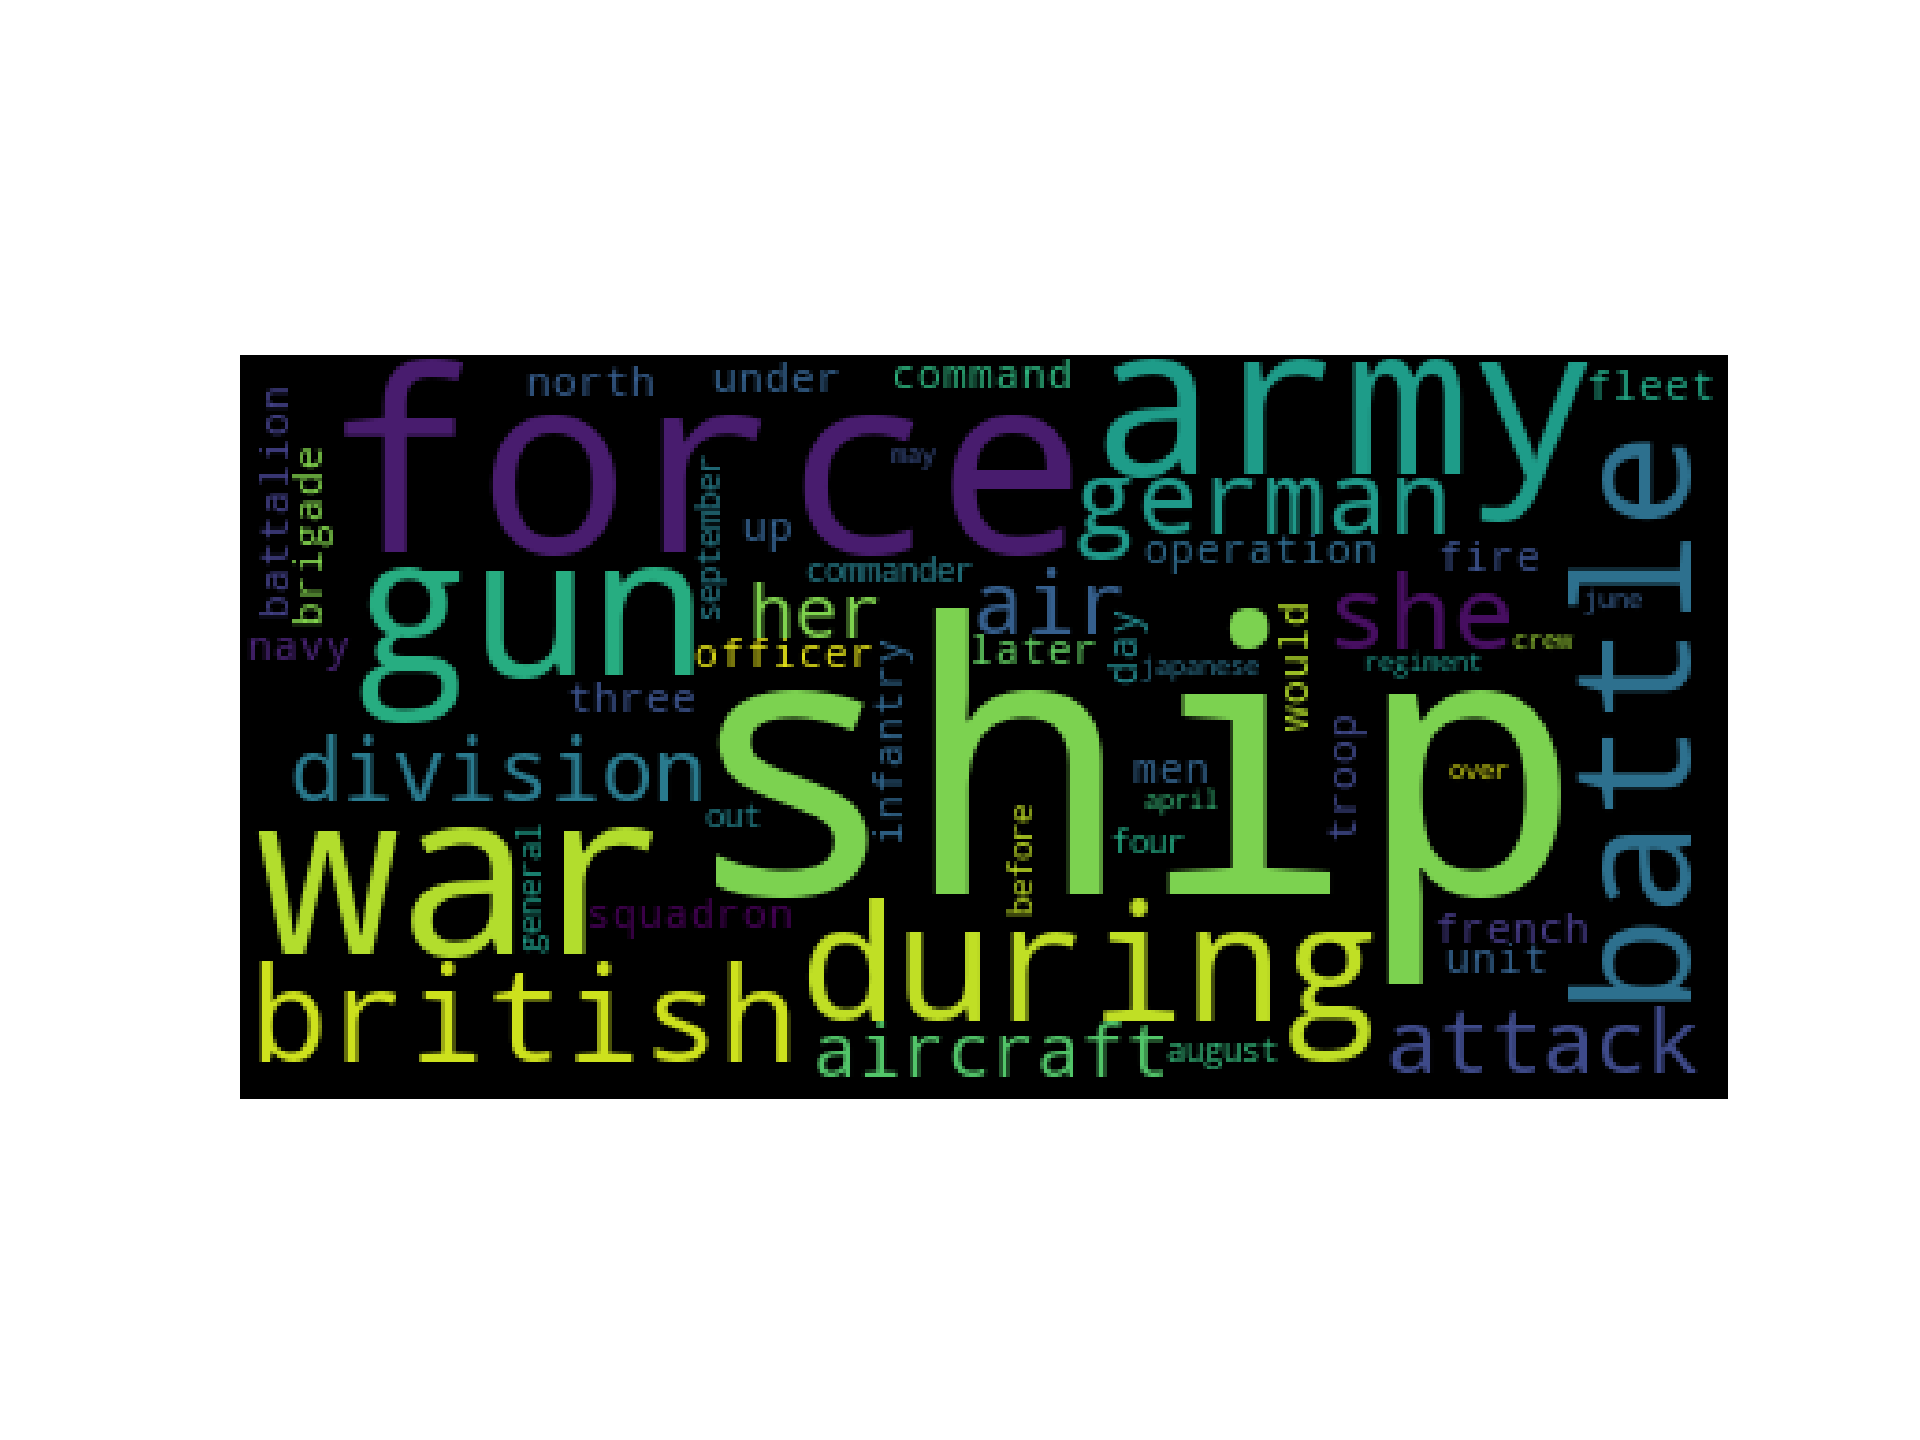 force
north
under
command
army
fleet
battalion
brigade
may
september
up
german
operation
fire
battle
commander
gun
her
air
she
june
navy
officer
later
day
japanese
would
crew
regiment
three
infantry
ship
division
men
april
troop
over
out
four
war
general
before
squadron
during
french
unit
british
aircraft
august
attack